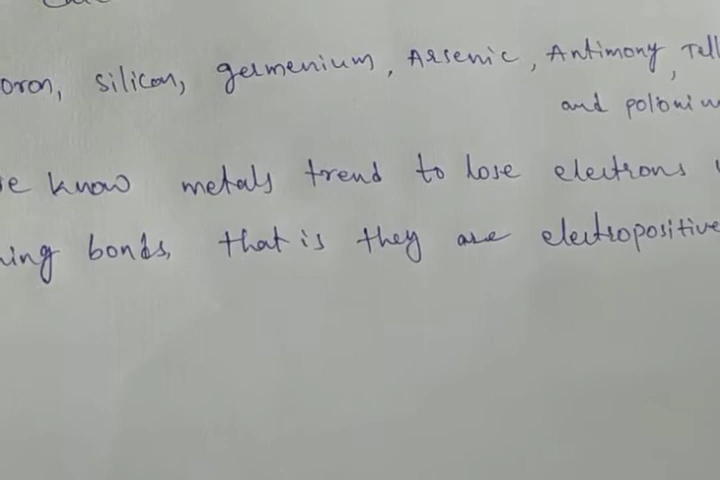 oron, silicon, germenium, Arsenic, Antimony, Tell
and poloniu
e know metals trend to lose electrons
ing bonds, that is they are electropositive